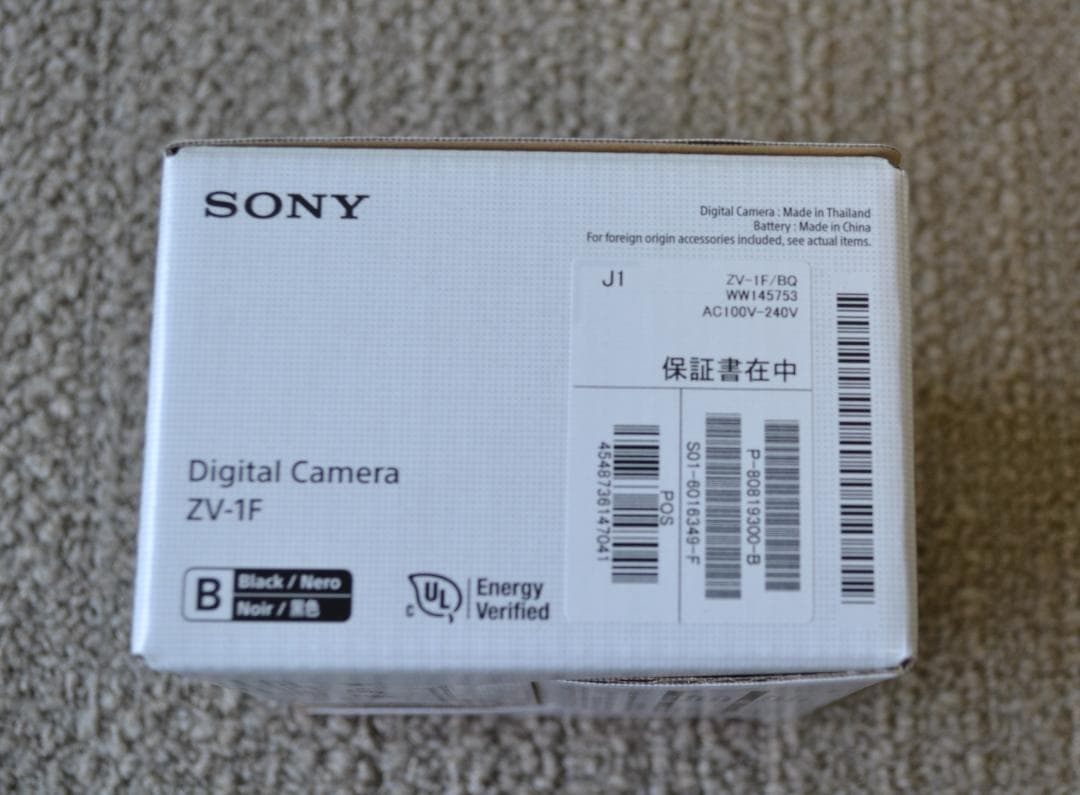 SONY
Digital Camera : Made in Thailand
Battery : Made in China
For foreign origin accessories included, see actual items.
J1
ZV-1F/BQ
WW145753
AC100V-240V
保証書在中
4548736147041
POS
S01-6016349-F
P-80819300-B
Digital Camera
ZV-1F
B
Black / Nero
Noir / 黑色
c UL
Energy
Verified